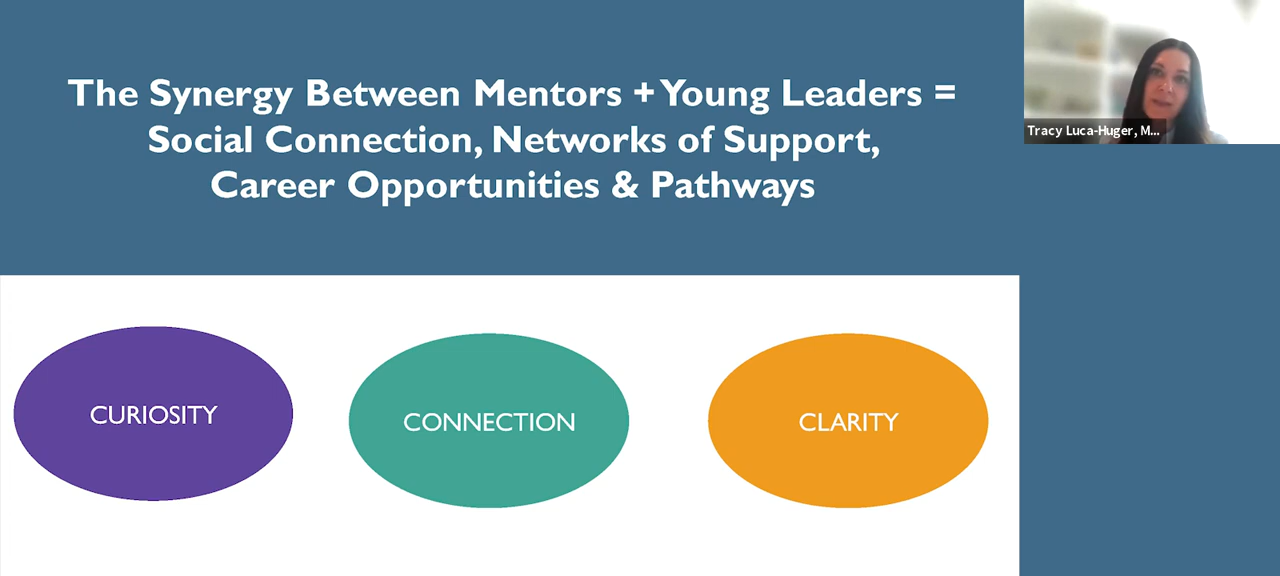 The Synergy Between Mentors + Young Leaders =
Social Connection, Networks of Support,
Career Opportunities & Pathways
Tracy Luca-Huger, M...
CURIOSITY
CONNECTION
CLARITY